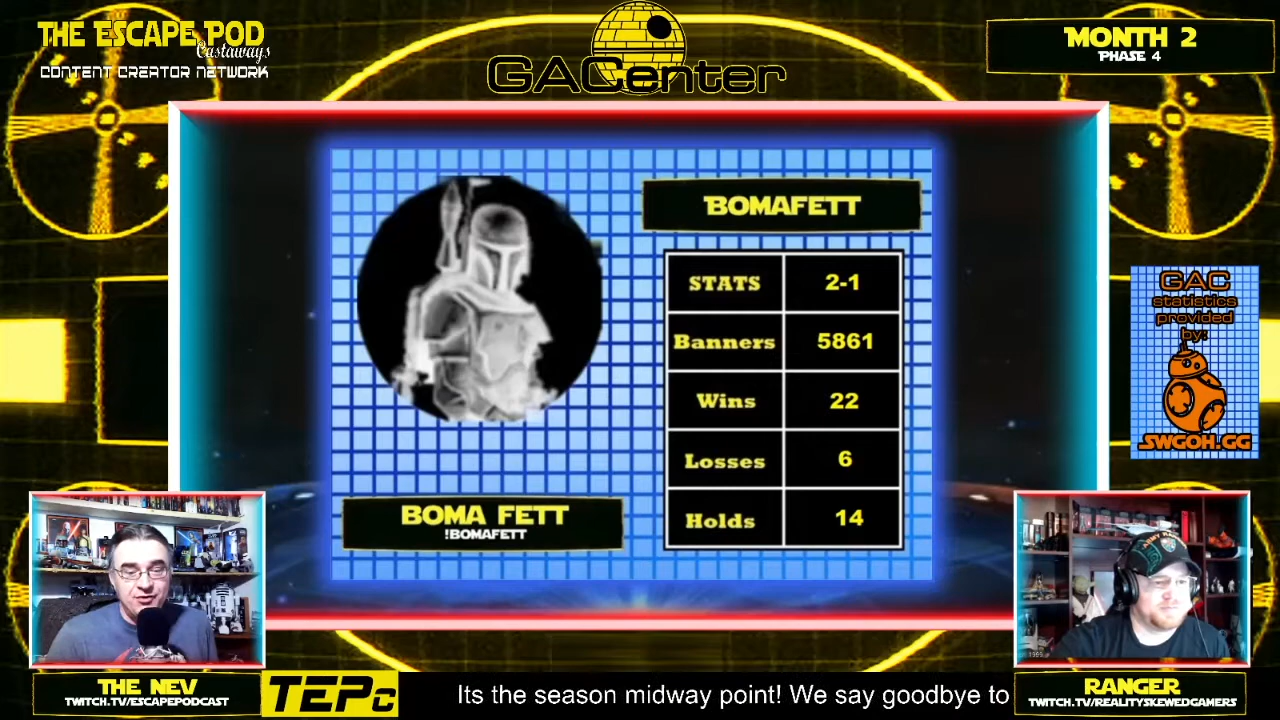 THE ESCAPE POD
Castaways
CONTENT CREATOR NETWORK
GACenter
MONTH 2
PHASE 4
BOMAFETT
STATS 2-1
Banners 5861
Wins 22
Losses 6
Holds 14
BOMA FETT
!BOMAFETT
GAC
statistics
provided
by:
SWGOH.GG
THE NEV
TWITCH.TV/ESCAPEPODCAST
TEPc
Its the season midway point! We say goodbye to
RANGER
TWITCH.TV/REALITYSKEWEDGAMERS